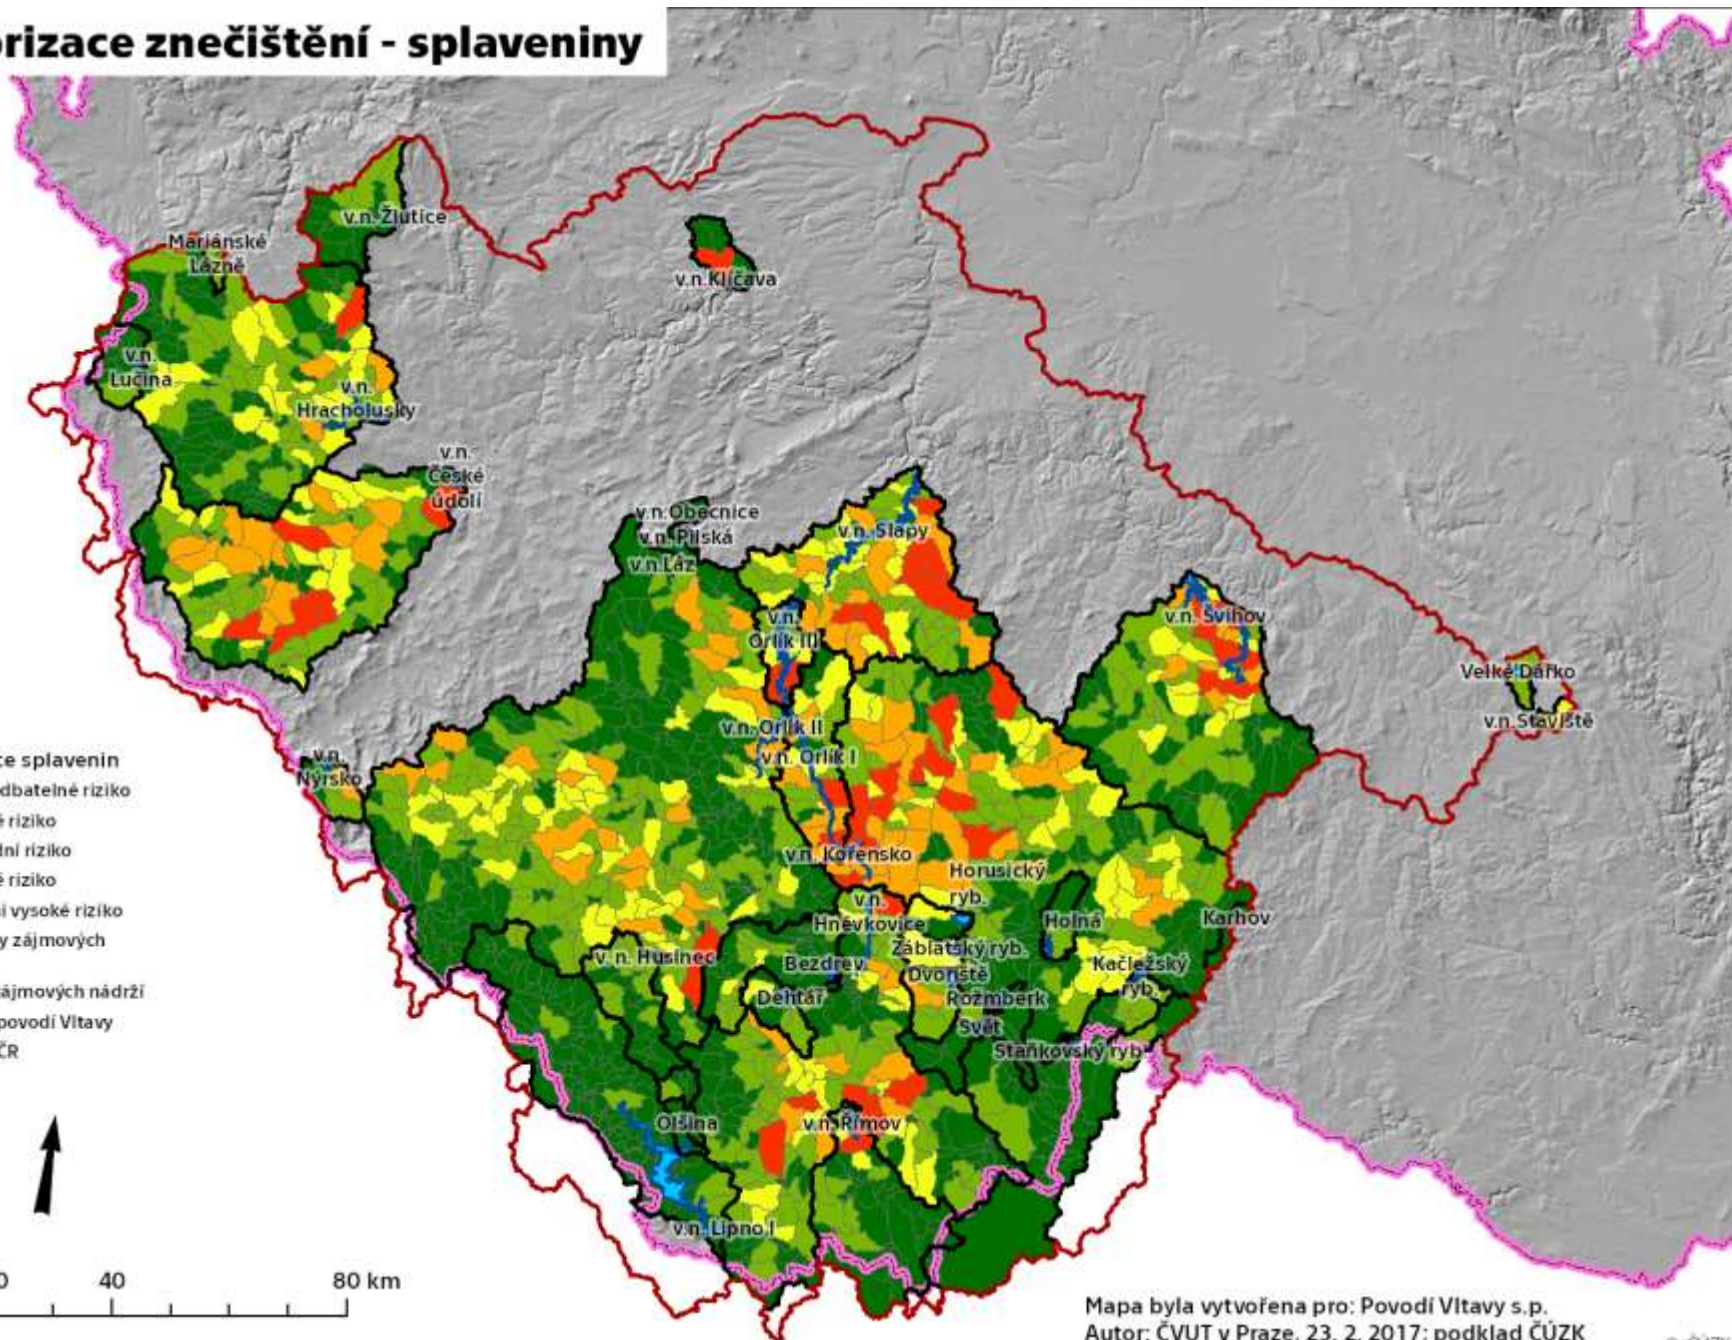 orizace znečištění - splaveniny
v.n. Žlutice
Mariánské
Lázně
v.n.Klíčava
v.n.
Lučina
v.n.
Hracholusky
v.n.
České
údolí
v.n.Obecnice
v.n. Pilská
v.n.Láz
v.n. Slapy
v.n.
Orlík III
v.n. Švihov
Velké Dářko
v.n. Staviště
v.n. Orlík II
v.n. Orlík I
v.n.
Nýrsko
v.n. Kořensko
Horusický
ryb.
v.n.
Hněvkovice
Holná
Karhov
Záblatský ryb.
v. n. Husinec
Bezdrev
Dvořiště
Kačležský
ryb.
Dehtář
Rožmberk
Svět
Staňkovský ryb.
Olšina
v.n. Římov
v.n. Lipno I
ce splavenin
dbatelné riziko
é riziko
dní riziko
é riziko
i vysoké riziko
y zájmových
zájmových nádrží
povodí Vltavy
ČR
0 40 80 km
Mapa byla vytvořena pro: Povodí Vltavy s.p.
Autor: ČVUT v Praze, 23. 2. 2017; podklad ČÚZK